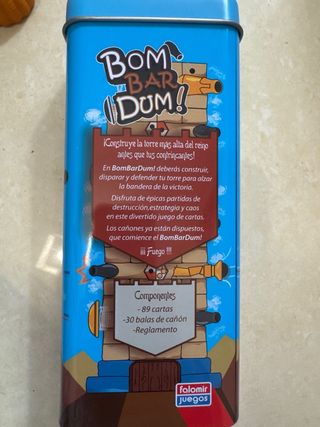 BOM
BAR
DUM!
¡Construye la torre más alta del reino
antes que tus contrincantes!
En BomBarDum! deberás construir,
disparar y defender tu torre para alzar
la bandera de la victoria.
Disfruta de épicas partidas de
destrucción,estrategia y caos
en este divertido juego de cartas.
Los cañones ya están dispuestos,
que comience el BomBarDum!
¡¡¡ Fuego !!!
Componentes
- 89 cartas
-30 balas de cañón
-Reglamento
falomir
juegos